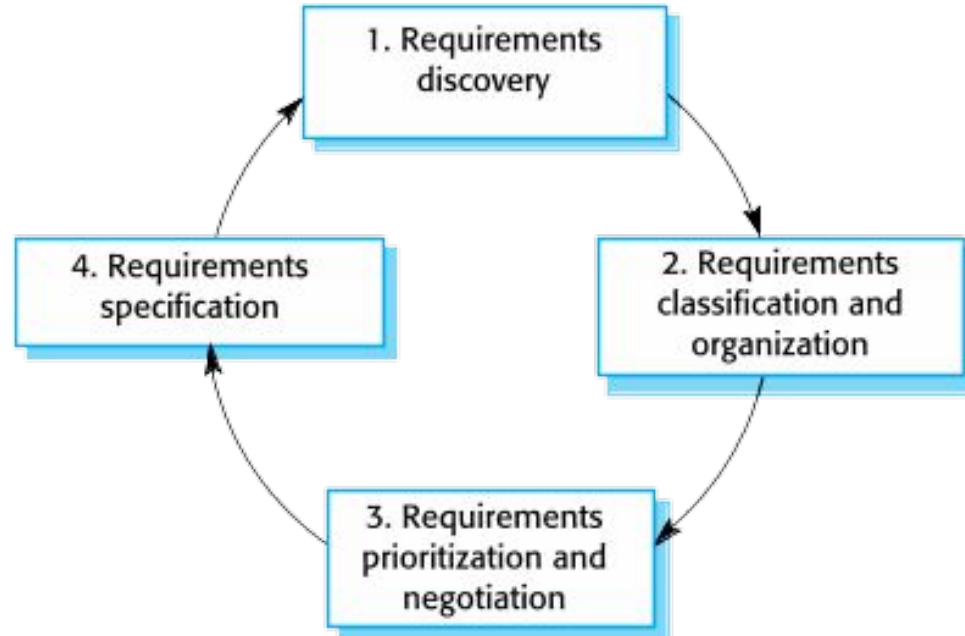 1. Requirements
discovery
2. Requirements
classification and
organization
3. Requirements
prioritization and
negotiation
4. Requirements
specification